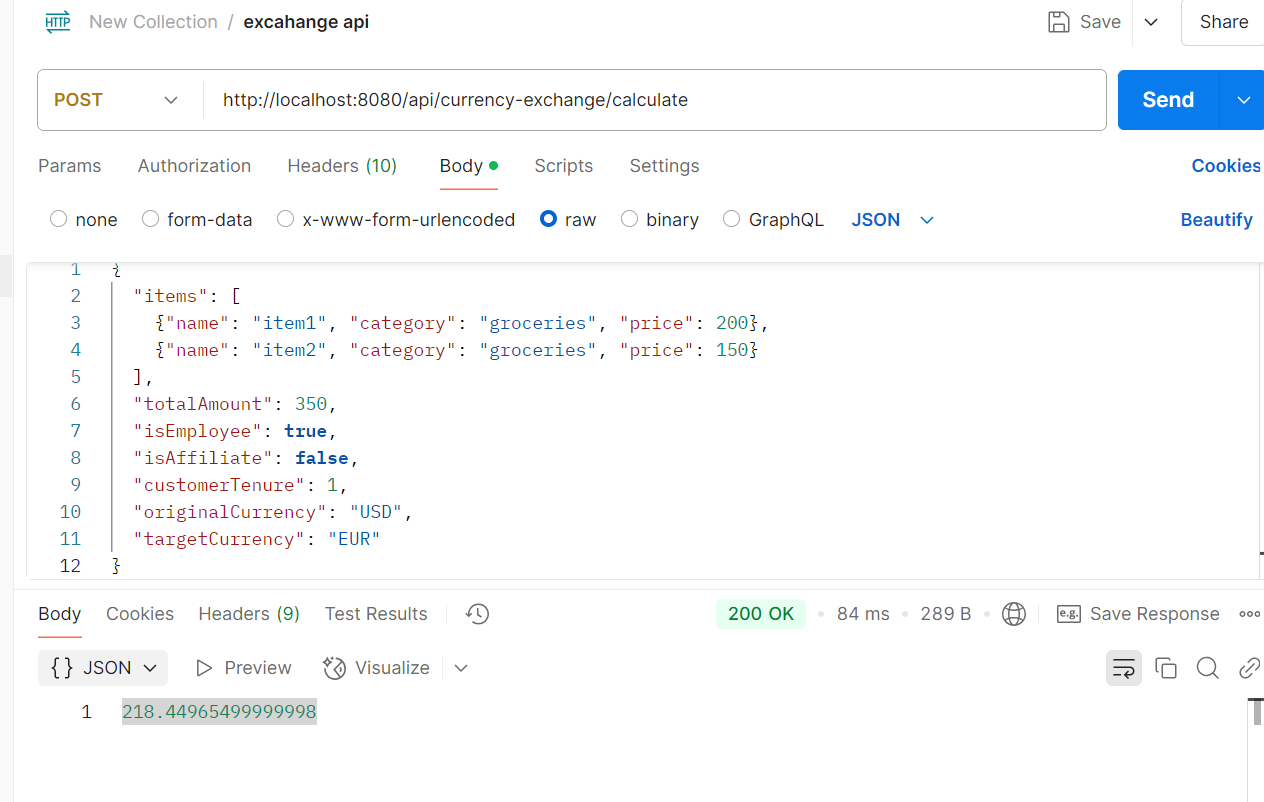 HTTP New Collection / excahange api Save Share
POST http://localhost:8080/api/currency-exchange/calculate Send
Params Authorization Headers (10) Body Scripts Settings Cookies
none form-data x-www-form-urlencoded raw binary GraphQL JSON Beautify
1 {
2 "items": [
3 {"name": "item1", "category": "groceries", "price": 200},
4 {"name": "item2", "category": "groceries", "price": 150}
5 ],
6 "totalAmount": 350,
7 "isEmployee": true,
8 "isAffiliate": false,
9 "customerTenure": 1,
10 "originalCurrency": "USD",
11 "targetCurrency": "EUR"
12 }
Body Cookies Headers (9) Test Results 200 OK 84 ms 289 B e.g. Save Response
{} JSON Preview Visualize
1 218.44965499999998